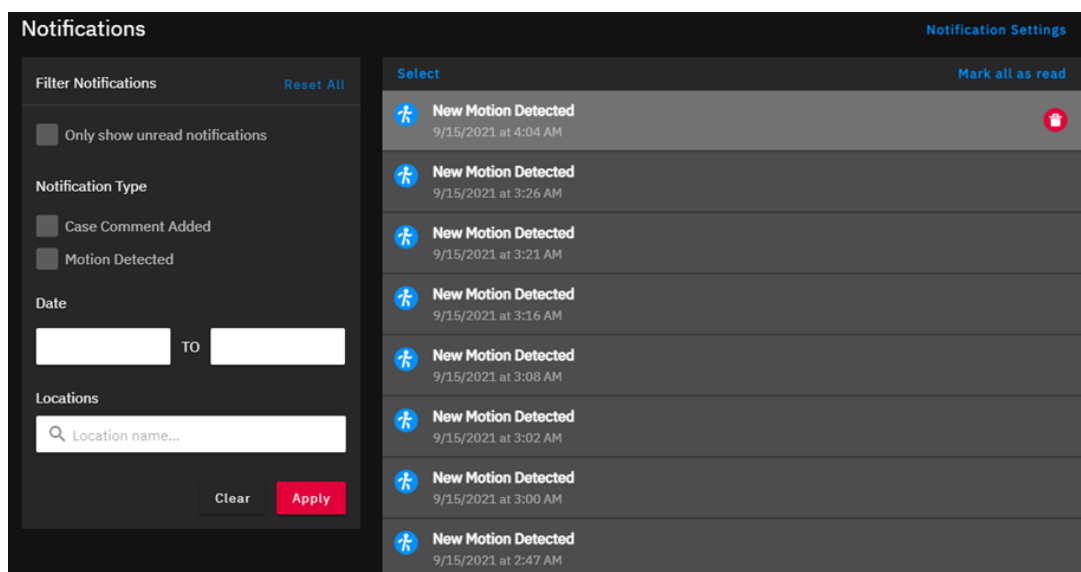 Notifications
Notification Settings
Filter Notifications
Reset All
Only show unread notifications
Notification Type
Case Comment Added
Motion Detected
Date
TO
Locations
Location name...
Clear
Apply
Select
Mark all as read
New Motion Detected
9/15/2021 at 4:04 AM
New Motion Detected
9/15/2021 at 3:26 AM
New Motion Detected
9/15/2021 at 3:21 AM
New Motion Detected
9/15/2021 at 3:16 AM
New Motion Detected
9/15/2021 at 3:08 AM
New Motion Detected
9/15/2021 at 3:02 AM
New Motion Detected
9/15/2021 at 3:00 AM
New Motion Detected
9/15/2021 at 2:47 AM